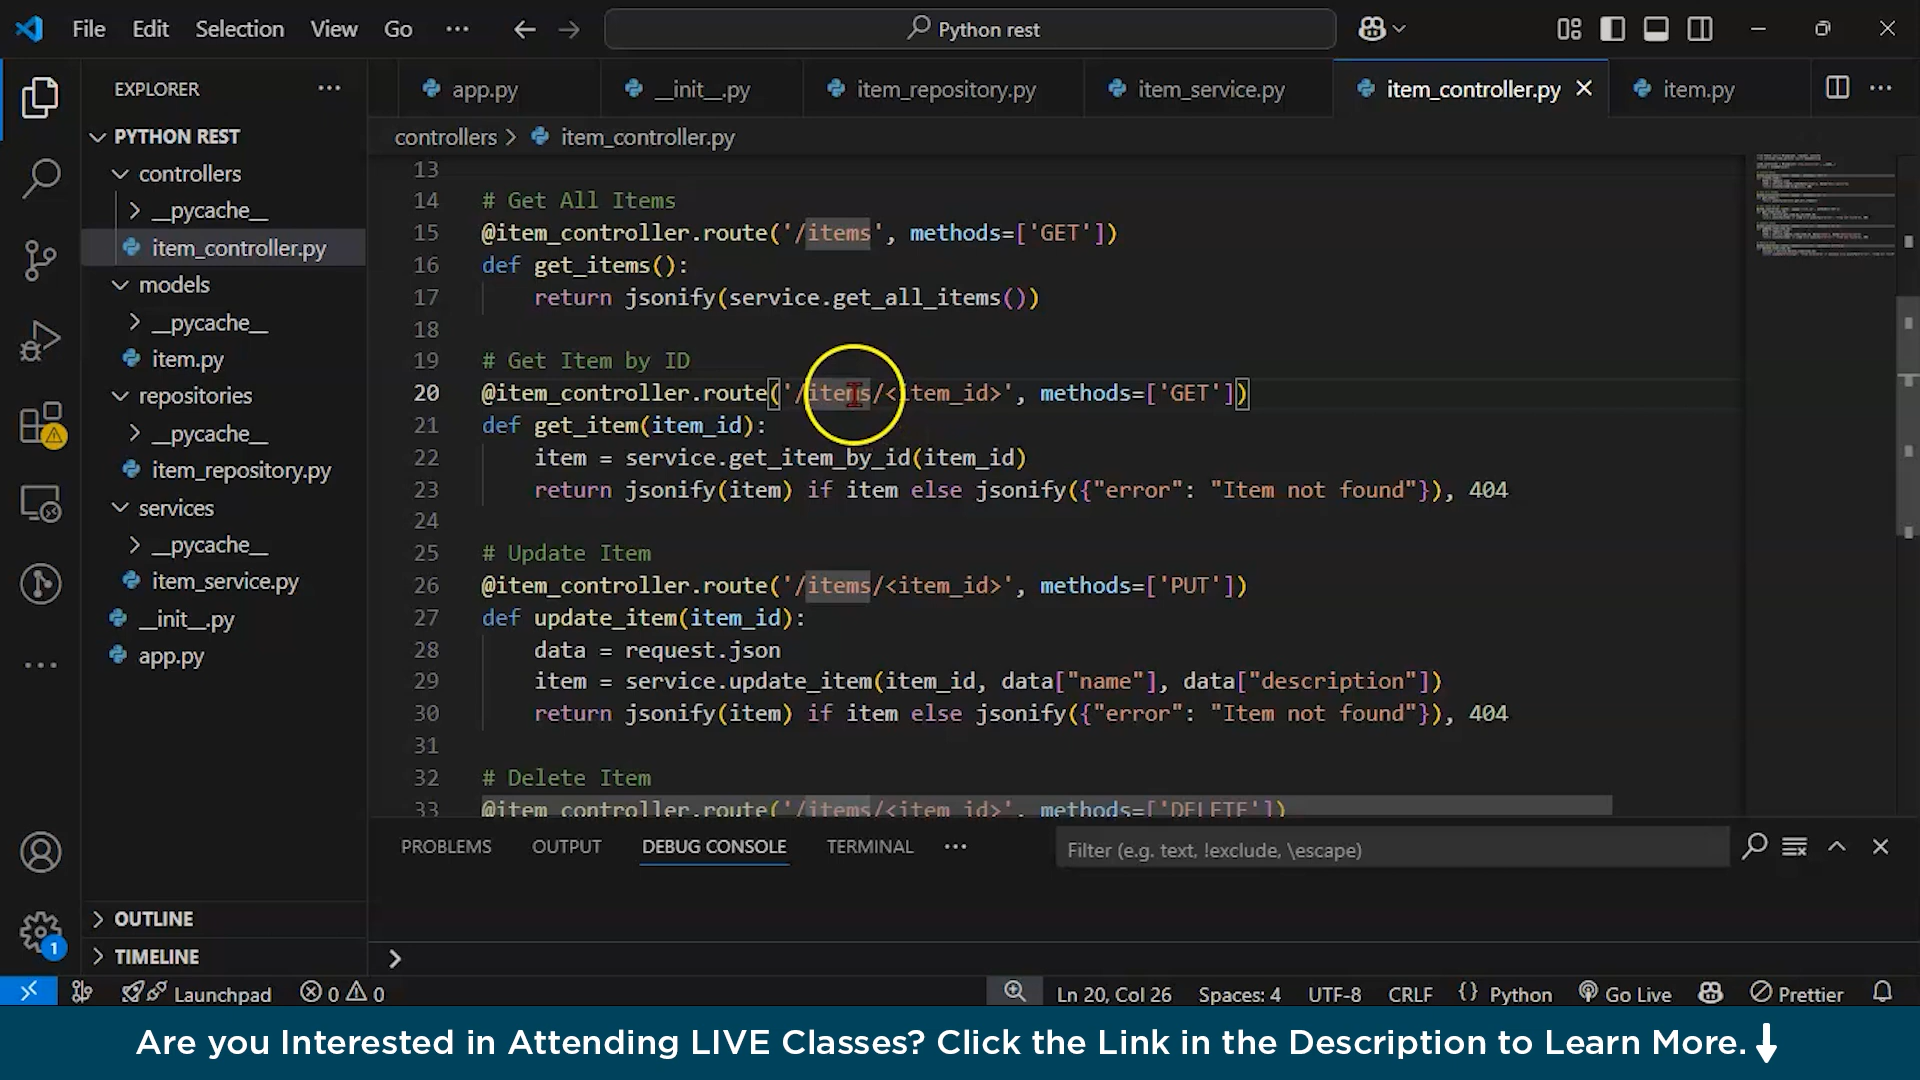 File Edit Selection View Go ··· Python rest
EXPLORER ···
app.py __init__.py item_repository.py item_service.py item_controller.py item.py ···
PYTHON REST
controllers
__pycache__
item_controller.py
models
__pycache__
item.py
repositories
__pycache__
item_repository.py
services
__pycache__
item_service.py
__init__.py
app.py
OUTLINE
TIMELINE
controllers > item_controller.py
13
14 # Get All Items
15 @item_controller.route('/items', methods=['GET'])
16 def get_items():
17 return jsonify(service.get_all_items())
18
19 # Get Item by ID
20 @item_controller.route('/items/<item_id>', methods=['GET'])
21 def get_item(item_id):
22 item = service.get_item_by_id(item_id)
23 return jsonify(item) if item else jsonify({"error": "Item not found"}), 404
24
25 # Update Item
26 @item_controller.route('/items/<item_id>', methods=['PUT'])
27 def update_item(item_id):
28 data = request.json
29 item = service.update_item(item_id, data["name"], data["description"])
30 return jsonify(item) if item else jsonify({"error": "Item not found"}), 404
31
32 # Delete Item
33 @item_controller.route('/items/<item_id>', methods=['DELETE'])
PROBLEMS OUTPUT DEBUG CONSOLE TERMINAL ··· Filter (e.g. text, !exclude, \escape)
>
1
Launchpad 0 0 Ln 20, Col 26 Spaces: 4 UTF-8 CRLF {} Python Go Live Prettier
Are you Interested in Attending LIVE Classes? Click the Link in the Description to Learn More.